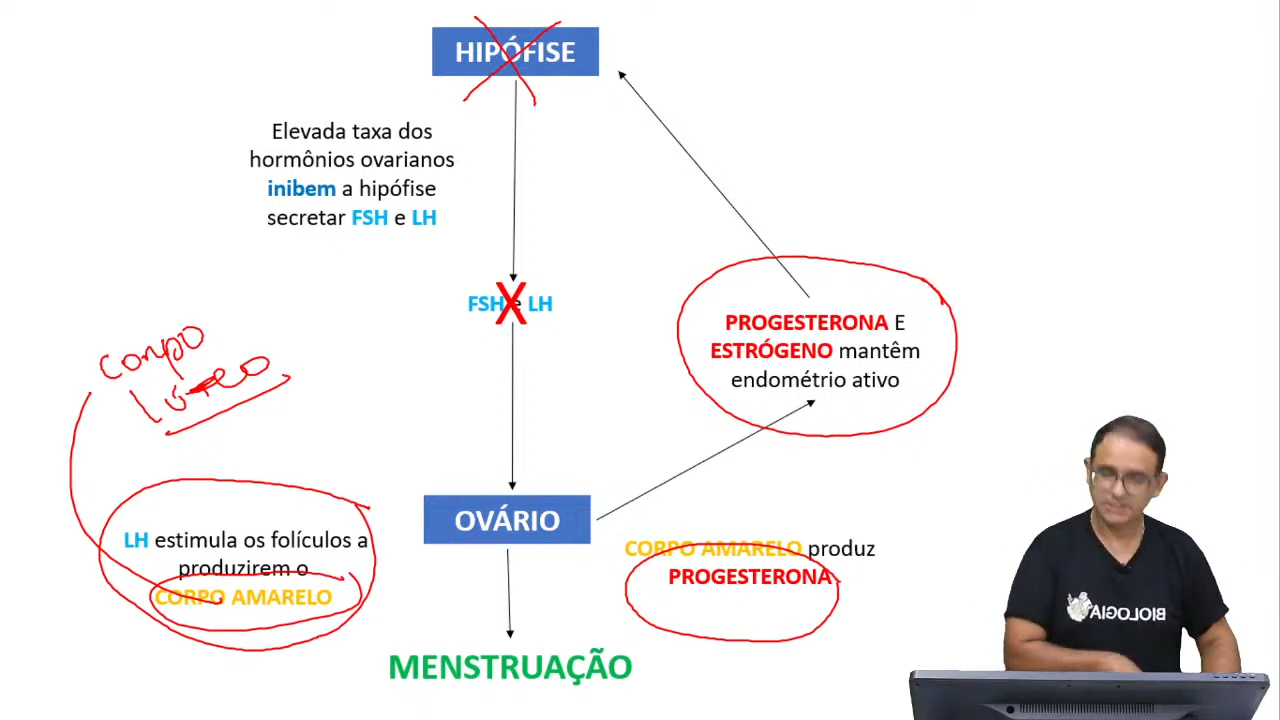 HIPÓFISE
Elevada taxa dos
hormônios ovarianos
inibem a hipófise
secretar FSH e LH
FSH e LH
X
PROGESTERONA E
ESTRÓGENO mantêm
endométrio ativo
corpo
Lúteo
OVÁRIO
LH estimula os folículos a
produzirem o
CORPO AMARELO
CORPO AMARELO produz
PROGESTERONA
BIOLOGIA
MENSTRUAÇÃO